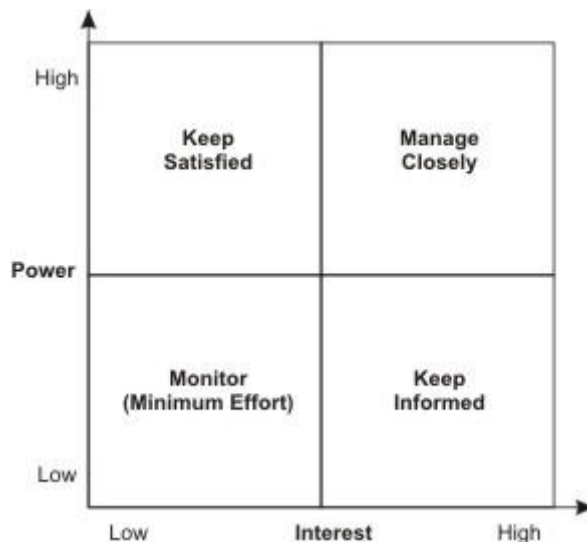 High
Keep
Satisfied
Manage
Closely
Power
Monitor
(Minimum Effort)
Keep
Informed
Low
Low
Interest
High